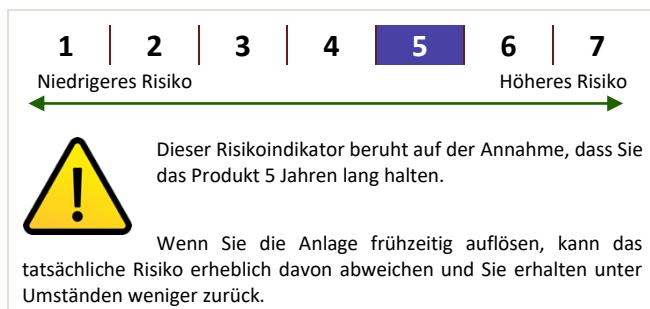 1 2 3 4 5 6 7
Niedrigeres Risiko Höheres Risiko
Dieser Risikoindikator beruht auf der Annahme, dass Sie
das Produkt 5 Jahren lang halten.
Wenn Sie die Anlage frühzeitig auflösen, kann das
tatsächliche Risiko erheblich davon abweichen und Sie erhalten unter
Umständen weniger zurück.